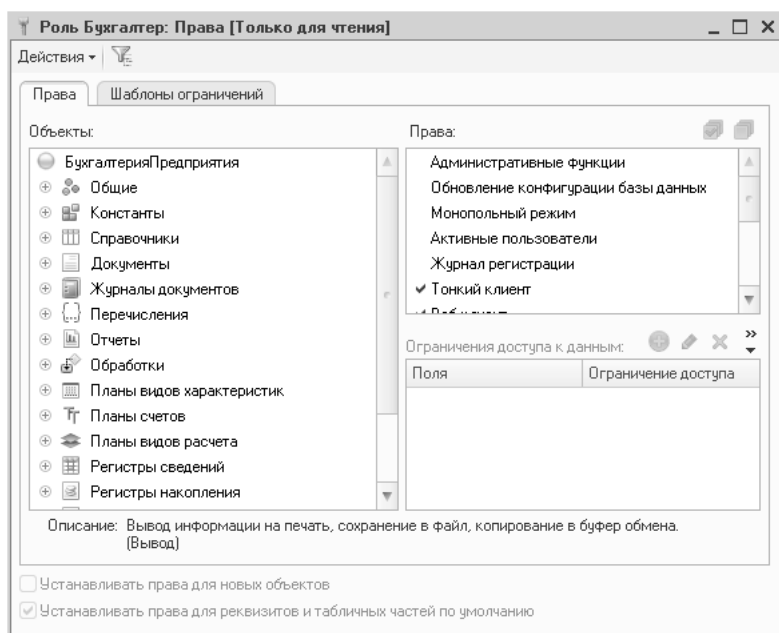 Роль Бухгалтер: Права [Только для чтения]
Действия
Права
Шаблоны ограничений
Объекты:
БухгалтерияПредприятия
Общие
Константы
Справочники
Документы
Журналы документов
Перечисления
Отчеты
Обработки
Планы видов характеристик
Планы счетов
Планы видов расчета
Регистры сведений
Регистры накопления
Права:
Административные функции
Обновление конфигурации базы данных
Монопольный режим
Активные пользователи
Журнал регистрации
Тонкий клиент
Ограничения доступа к данным:
Поля
Ограничение доступа
Описание: Вывод информации на печать, сохранение в файл, копирование в буфер обмена.
(Вывод)
Устанавливать права для новых объектов
Устанавливать права для реквизитов и табличных частей по умолчанию